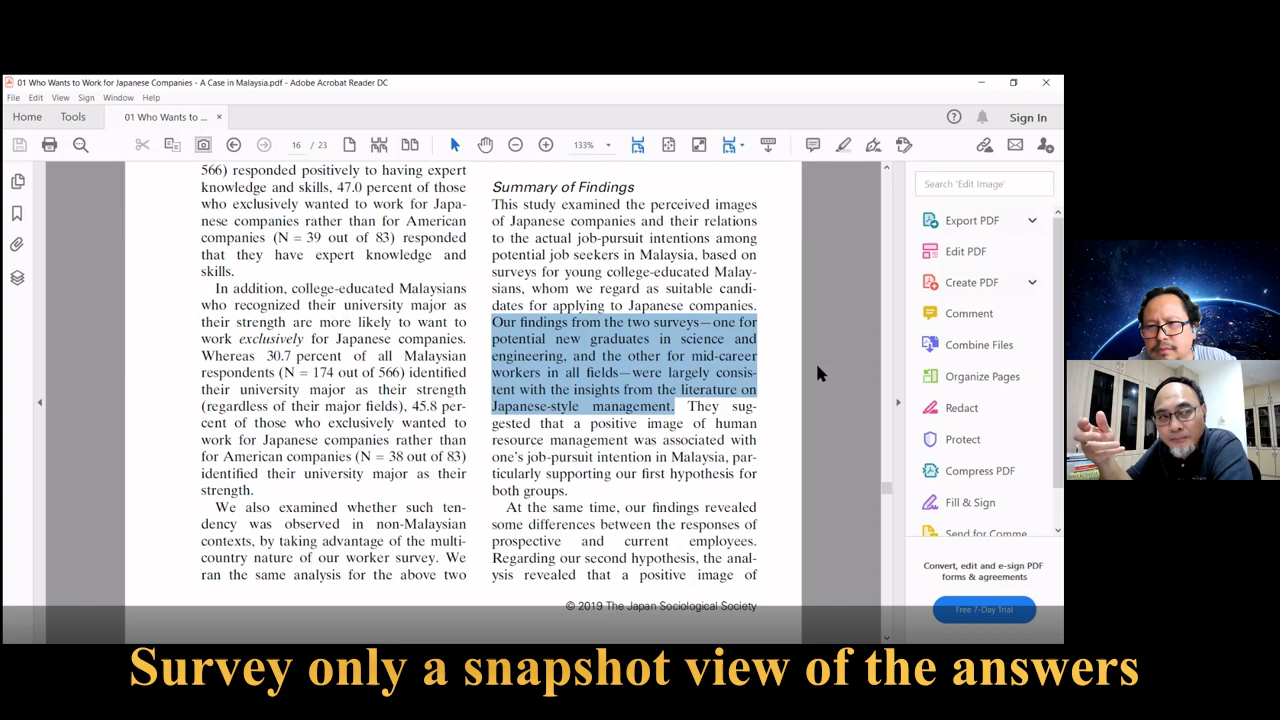 01 Who Wants to Work for Japanese Companies - A Case in Malaysia.pdf - Adobe Acrobat Reader DC
File Edit View Sign Window Help
Home Tools 01 Who Wants to ... × Sign In
16 / 23 133%
566) responded positively to having expert
knowledge and skills, 47.0 percent of those
who exclusively wanted to work for Japa-
nese companies rather than for American
companies (N = 39 out of 83) responded
that they have expert knowledge and
skills.
In addition, college-educated Malaysians
who recognized their university major as
their strength are more likely to want to
work exclusively for Japanese companies.
Whereas 30.7 percent of all Malaysian
respondents (N = 174 out of 566) identified
their university major as their strength
(regardless of their major fields), 45.8 per-
cent of those who exclusively wanted to
work for Japanese companies rather than
for American companies (N = 38 out of 83)
identified their university major as their
strength.
We also examined whether such ten-
dency was observed in non-Malaysian
contexts, by taking advantage of the multi-
country nature of our worker survey. We
ran the same analysis for the above two
Summary of Findings
This study examined the perceived images
of Japanese companies and their relations
to the actual job-pursuit intentions among
potential job seekers in Malaysia, based on
surveys for young college-educated Malay-
sians, whom we regard as suitable candi-
dates for applying to Japanese companies.
Our findings from the two surveys—one for
potential new graduates in science and
engineering, and the other for mid-career
workers in all fields—were largely consis-
tent with the insights from the literature on
Japanese-style management. They sug-
gested that a positive image of human
resource management was associated with
one's job-pursuit intention in Malaysia, par-
ticularly supporting our first hypothesis for
both groups.
At the same time, our findings revealed
some differences between the responses of
prospective and current employees.
Regarding our second hypothesis, the anal-
ysis revealed that a positive image of
© 2019 The Japan Sociological Society
Search 'Edit Image'
Export PDF
Edit PDF
Create PDF
Comment
Combine Files
Organize Pages
Redact
Protect
Compress PDF
Fill & Sign
Send for Comme
Convert, edit and e-sign PDF
forms & agreements
Free 7-Day Trial
Survey only a snapshot view of the answers